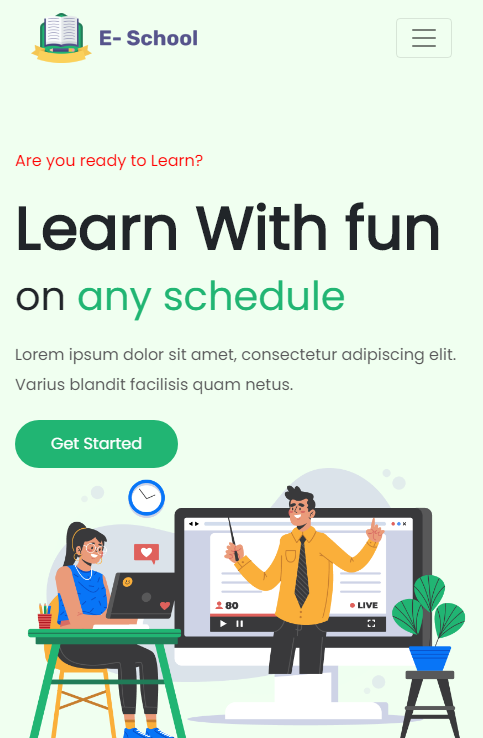 E- School
Are you ready to Learn?
Learn With fun
on any schedule
Lorem ipsum dolor sit amet, consectetur adipiscing elit.
Varius blandit facilisis quam netus.
Get Started
80
LIVE